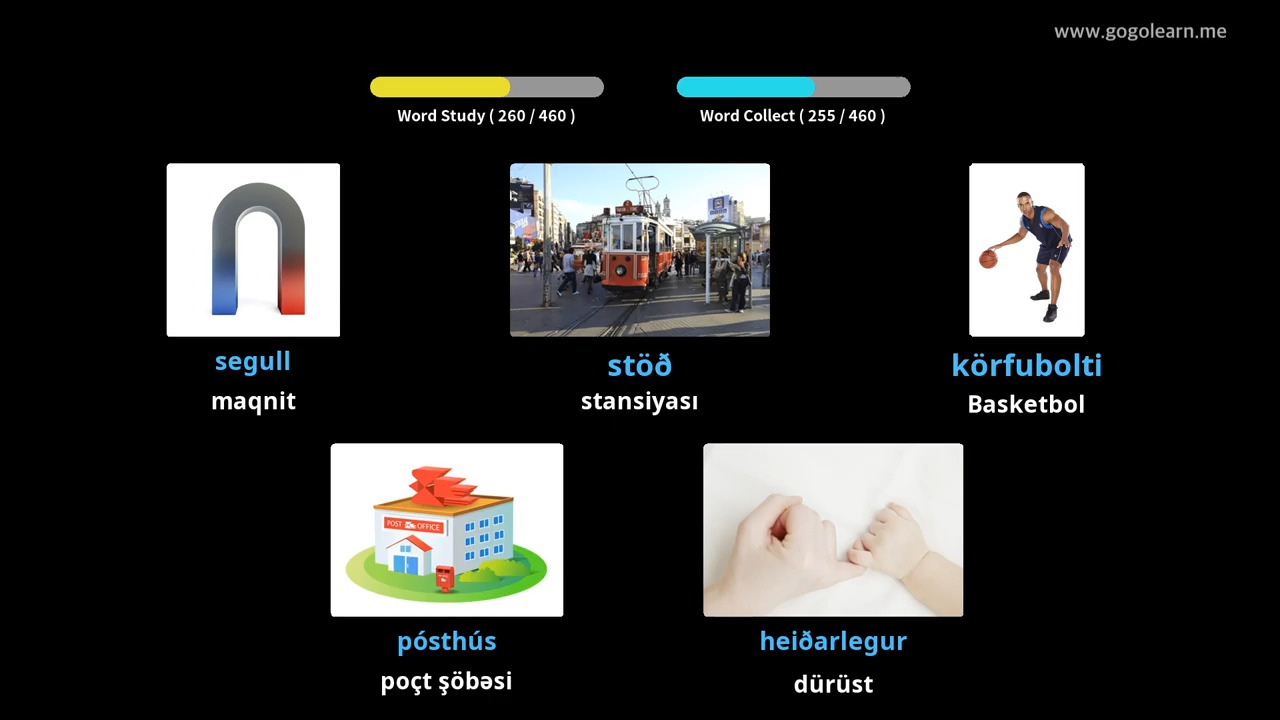 www.gogolearn.me
Word Study ( 260 / 460 )
Word Collect ( 255 / 460 )
segull
maqnit
stöð
stansiyası
körfubolti
Basketbol
POST OFFICE
pósthús
poçt şöbəsi
heiðarlegur
dürüst